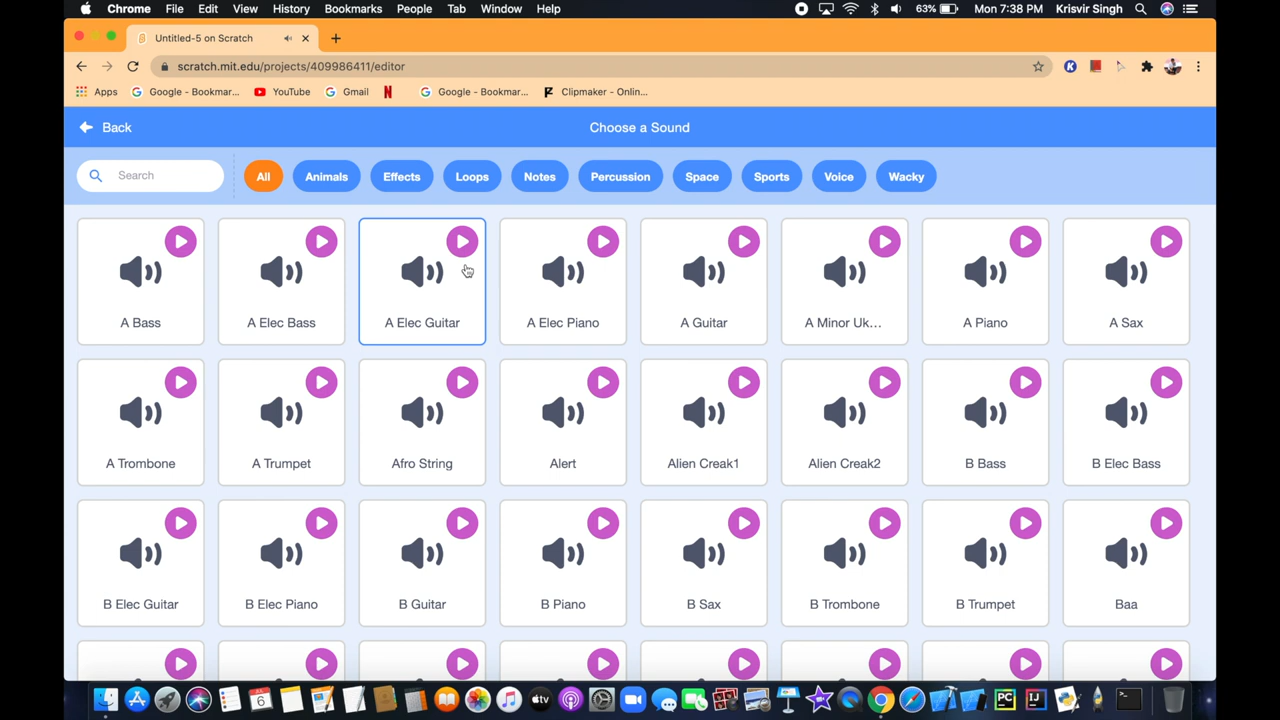 Chrome File Edit View History Bookmarks People Tab Window Help 63% Mon 7:38 PM Krisvir Singh
Untitled-5 on Scratch
scratch.mit.edu/projects/409986411/editor
Apps Google - Bookmar... YouTube Gmail Google - Bookmar... Clipmaker - Onlin...
Back Choose a Sound
Search All Animals Effects Loops Notes Percussion Space Sports Voice Wacky
A Bass A Elec Bass A Elec Guitar A Elec Piano A Guitar A Minor Uk... A Piano A Sax
A Trombone A Trumpet Afro String Alert Alien Creak1 Alien Creak2 B Bass B Elec Bass
B Elec Guitar B Elec Piano B Guitar B Piano B Sax B Trombone B Trumpet Baa